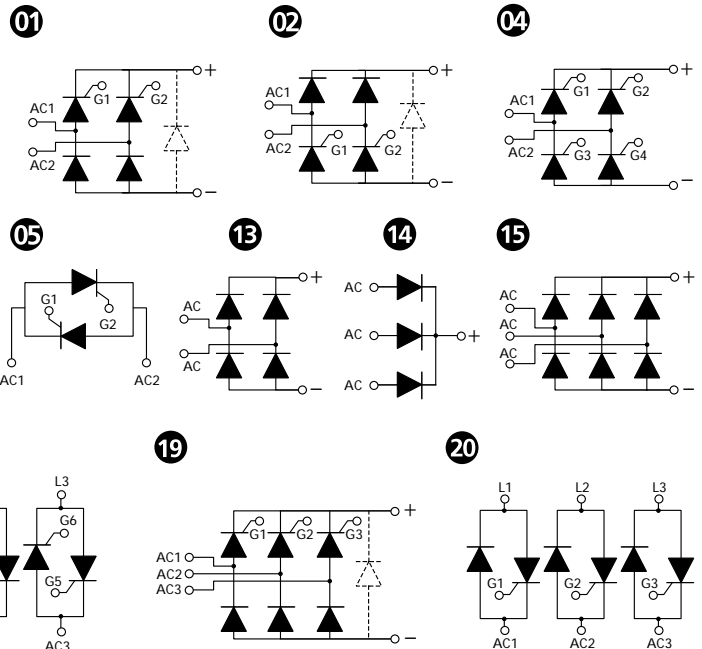 01 02 04
G1 G2 +
AC1
AC2
−
+
AC1
AC2 G1 G2
−
G1 G2 +
AC1
AC2
G3 G4
−
05 13 14 15
G1
G2
AC1 AC2
+
AC
AC
−
AC
AC +
AC
+
AC
AC
AC
−
19 20
L3
G6
G5
AC3
+
G1 G2 G3
AC1
AC2
AC3
−
L1 L2 L3
G1 G2 G3
AC1 AC2 AC3